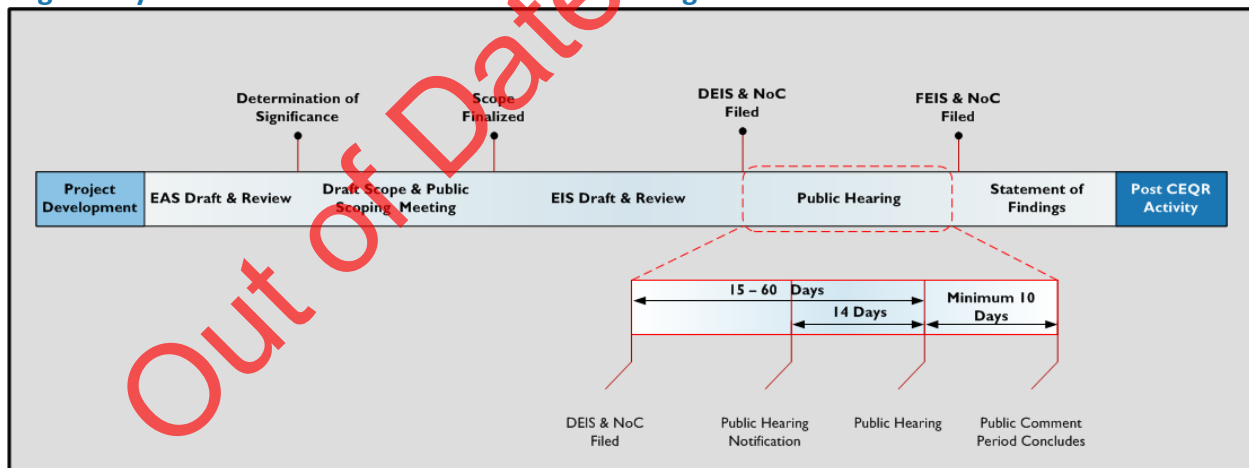 Out of Date
Determination of
Significance
Scope
Finalized
DEIS & NoC
Filed
FEIS & NoC
Filed
Project
Development
EAS Draft & Review
Draft Scope & Public
Scoping Meeting
EIS Draft & Review
Public Hearing
Statement of
Findings
Post CEQR
Activity
15 – 60 Days
14 Days
Minimum 10
Days
DEIS & NoC
Filed
Public Hearing
Notification
Public Hearing
Public Comment
Period Concludes